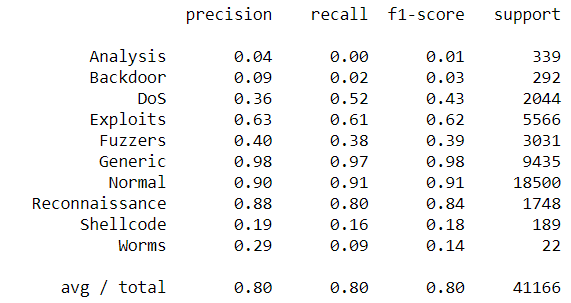 precision recall f1-score support
Analysis 0.04 0.00 0.01 339
Backdoor 0.09 0.02 0.03 292
DoS 0.36 0.52 0.43 2044
Exploits 0.63 0.61 0.62 5566
Fuzzers 0.40 0.38 0.39 3031
Generic 0.98 0.97 0.98 9435
Normal 0.90 0.91 0.91 18500
Reconnaissance 0.88 0.80 0.84 1748
Shellcode 0.19 0.16 0.18 189
Worms 0.29 0.09 0.14 22
avg / total 0.80 0.80 0.80 41166